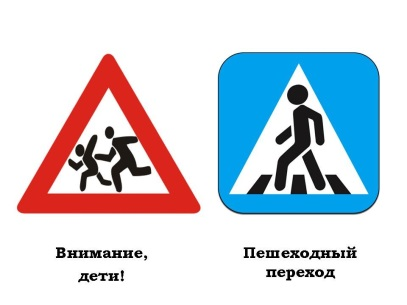 Внимание,
дети!
Пешеходный
переход